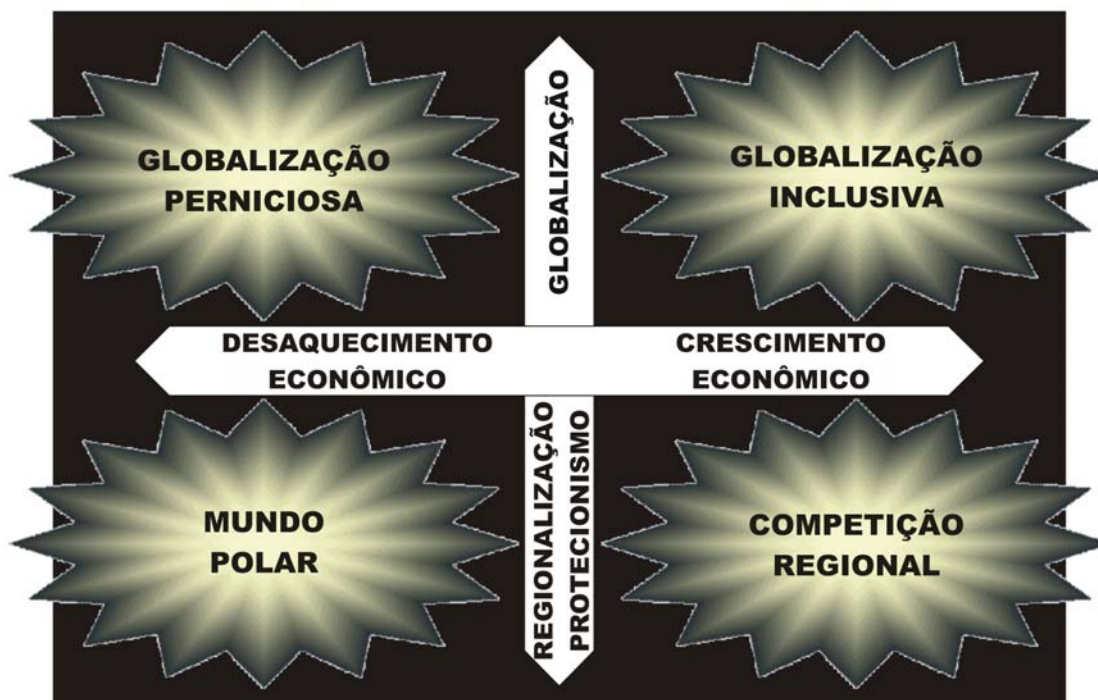 GLOBALIZAÇÃO
PERNICIOSA
GLOBALIZAÇÃO
GLOBALIZAÇÃO
INCLUSIVA
DESAQUECIMENTO
ECONÔMICO
CRESCIMENTO
ECONÔMICO
MUNDO
POLAR
REGIONALIZAÇÃO
PROTECIONISMO
COMPETIÇÃO
REGIONAL